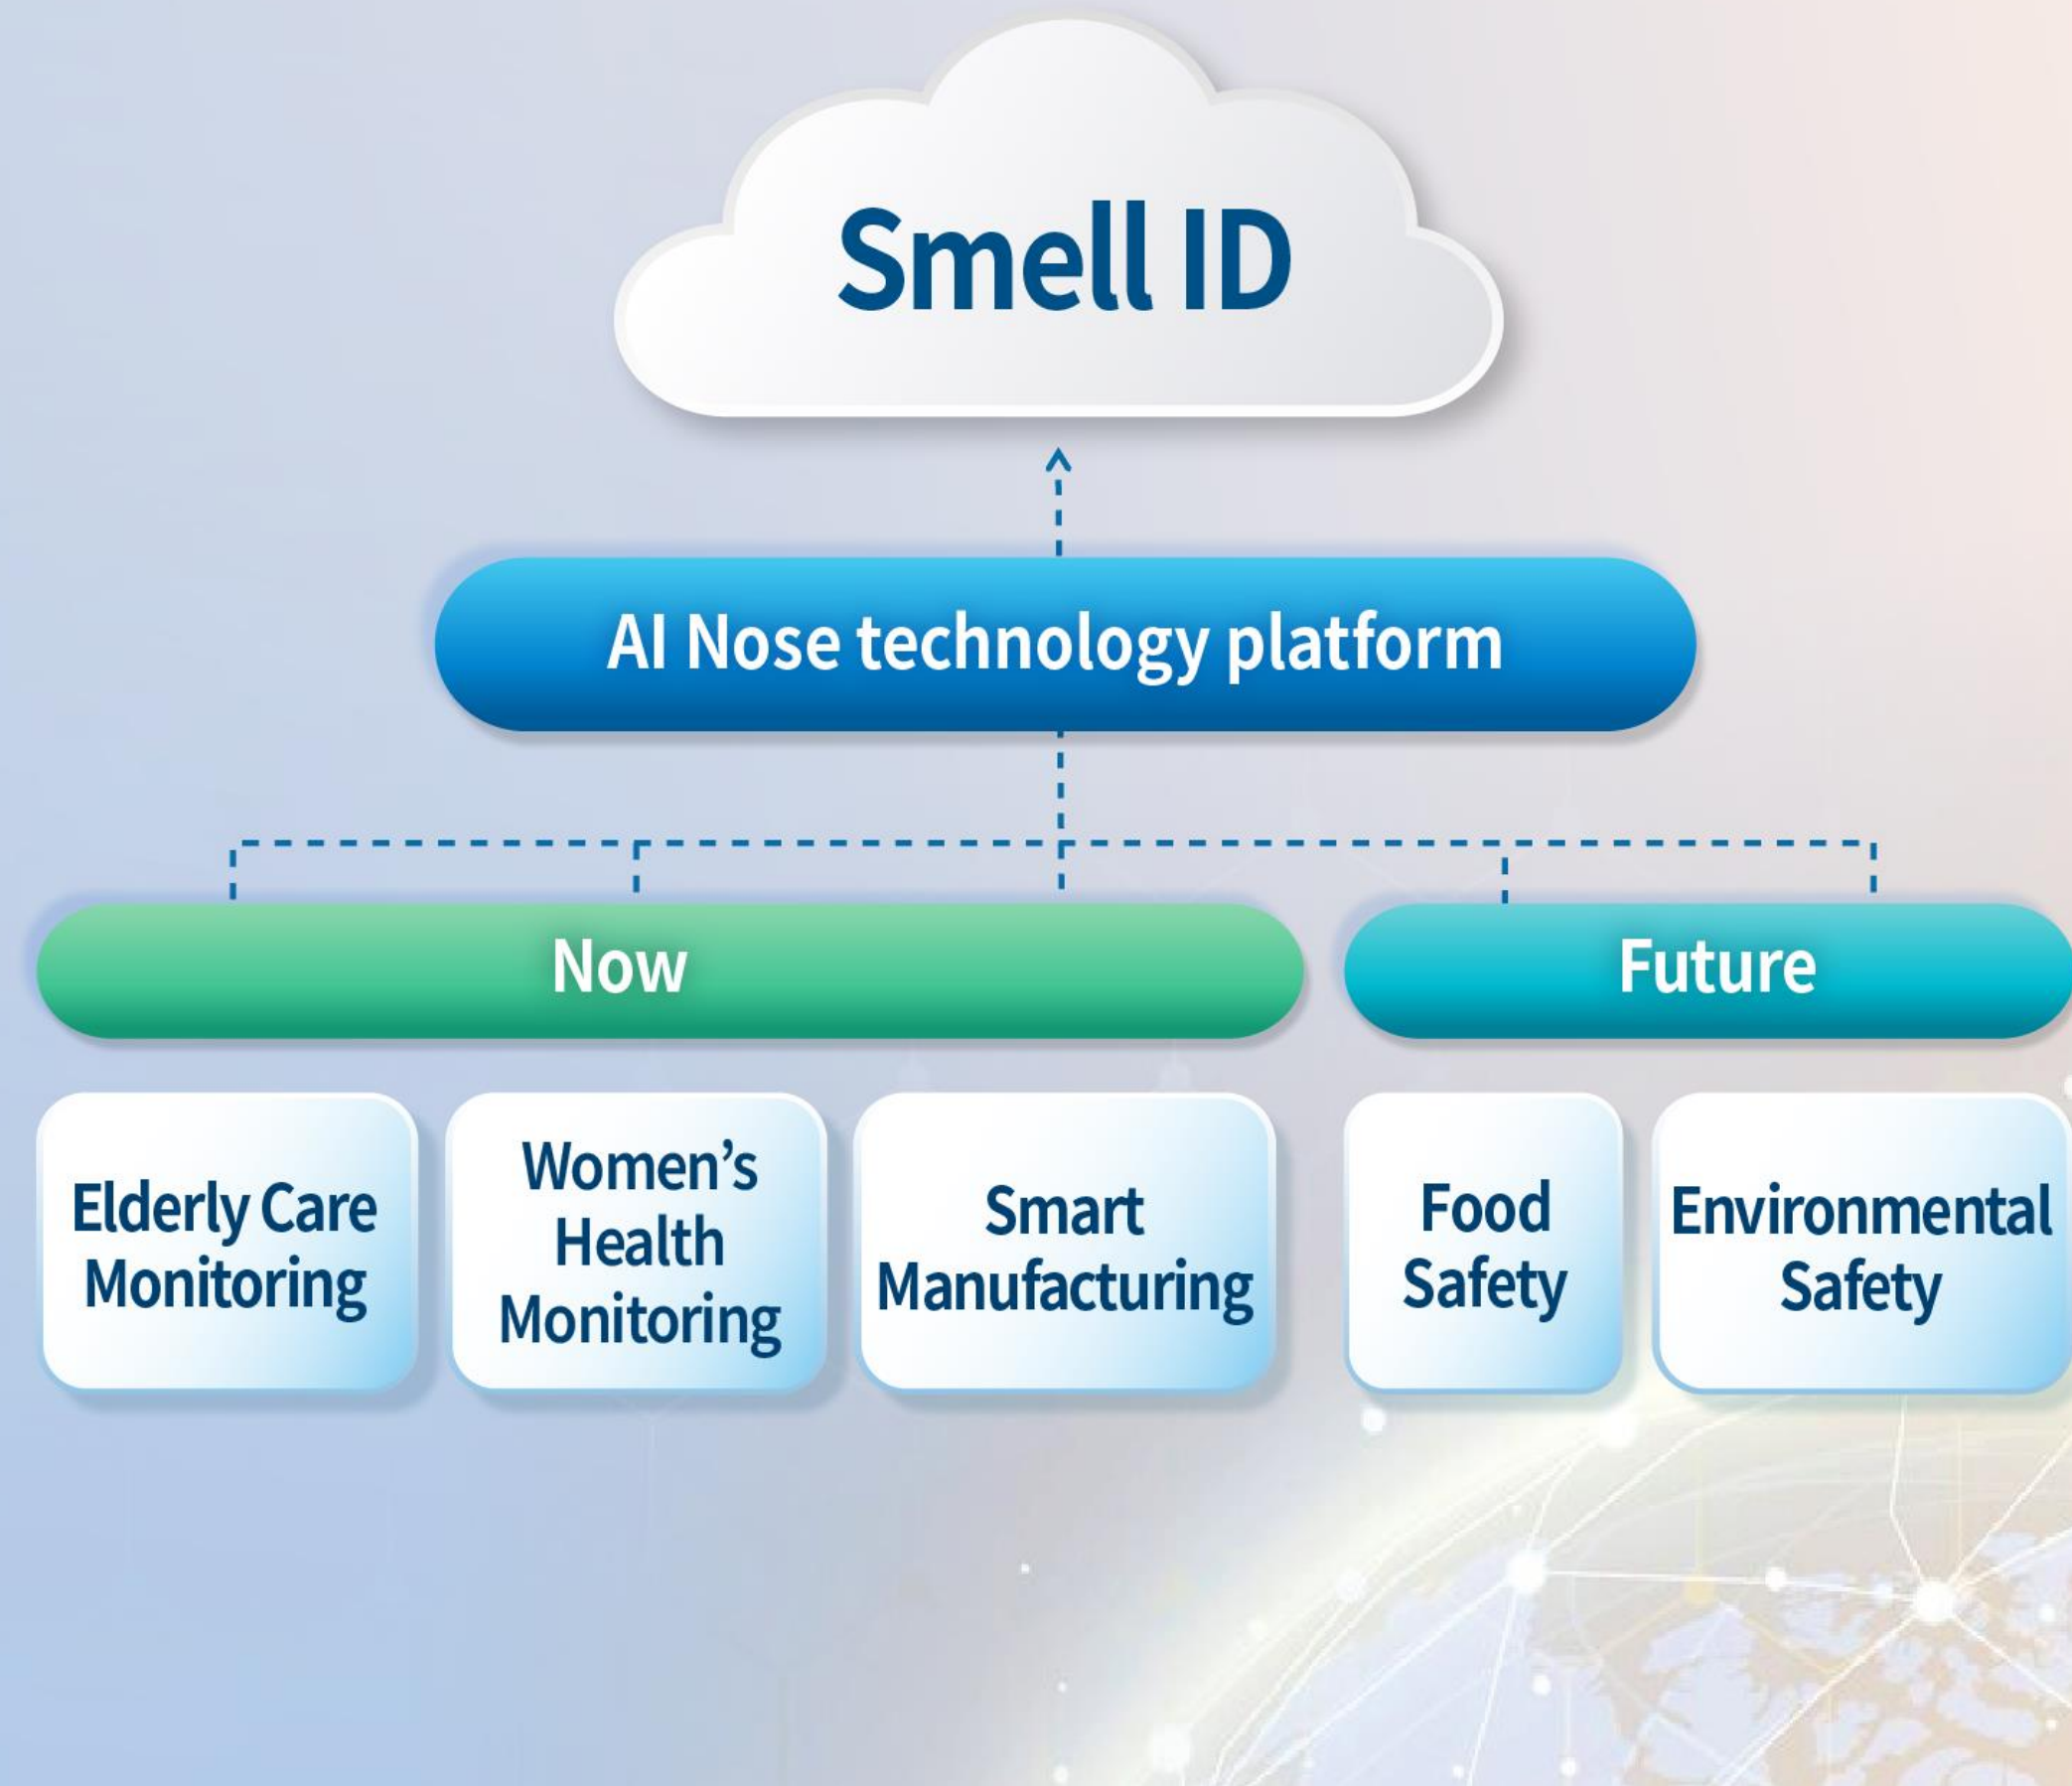 Smell ID
AI Nose technology platform
Now
Future
Elderly Care
Monitoring
Women’s
Health
Monitoring
Smart
Manufacturing
Food
Safety
Environmental
Safety